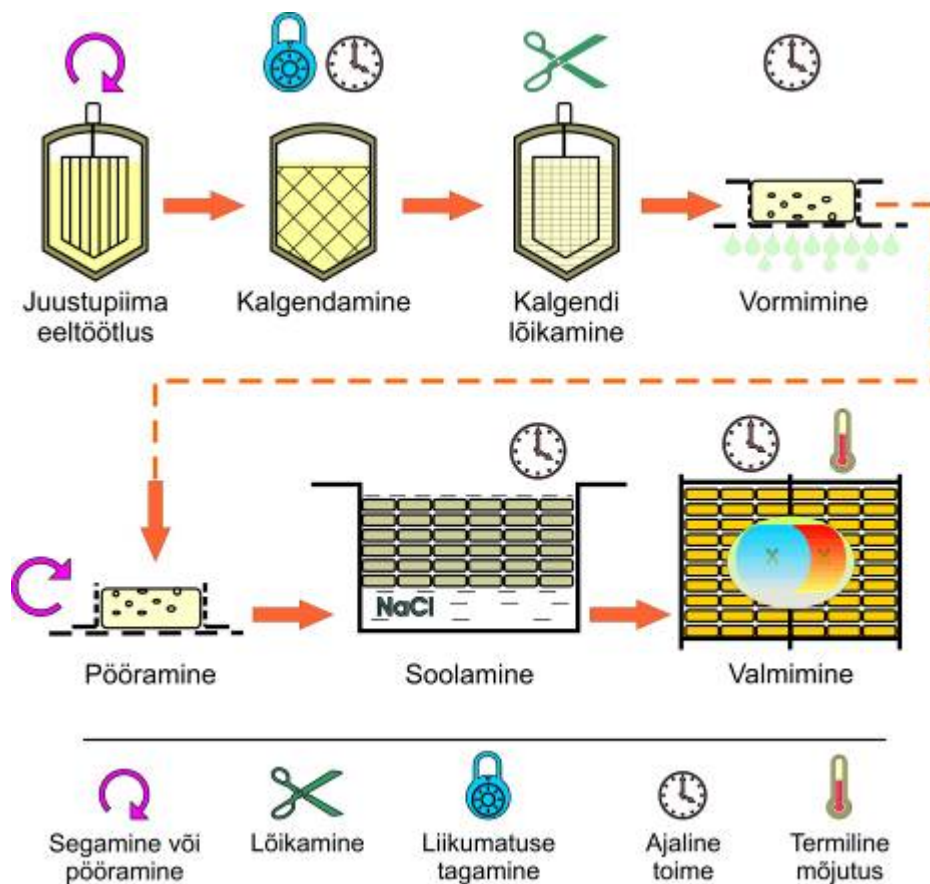 Juustupiima
eeltöötlus
Kalgendamine
Kalgendi
lõikamine
Vormimine
NaCl
Pööramine
Soolamine
Valmimine
Segamine või
pööramine
Lõikamine
Liikumatuse
tagamine
Ajaline
toime
Termiline
mõjutus